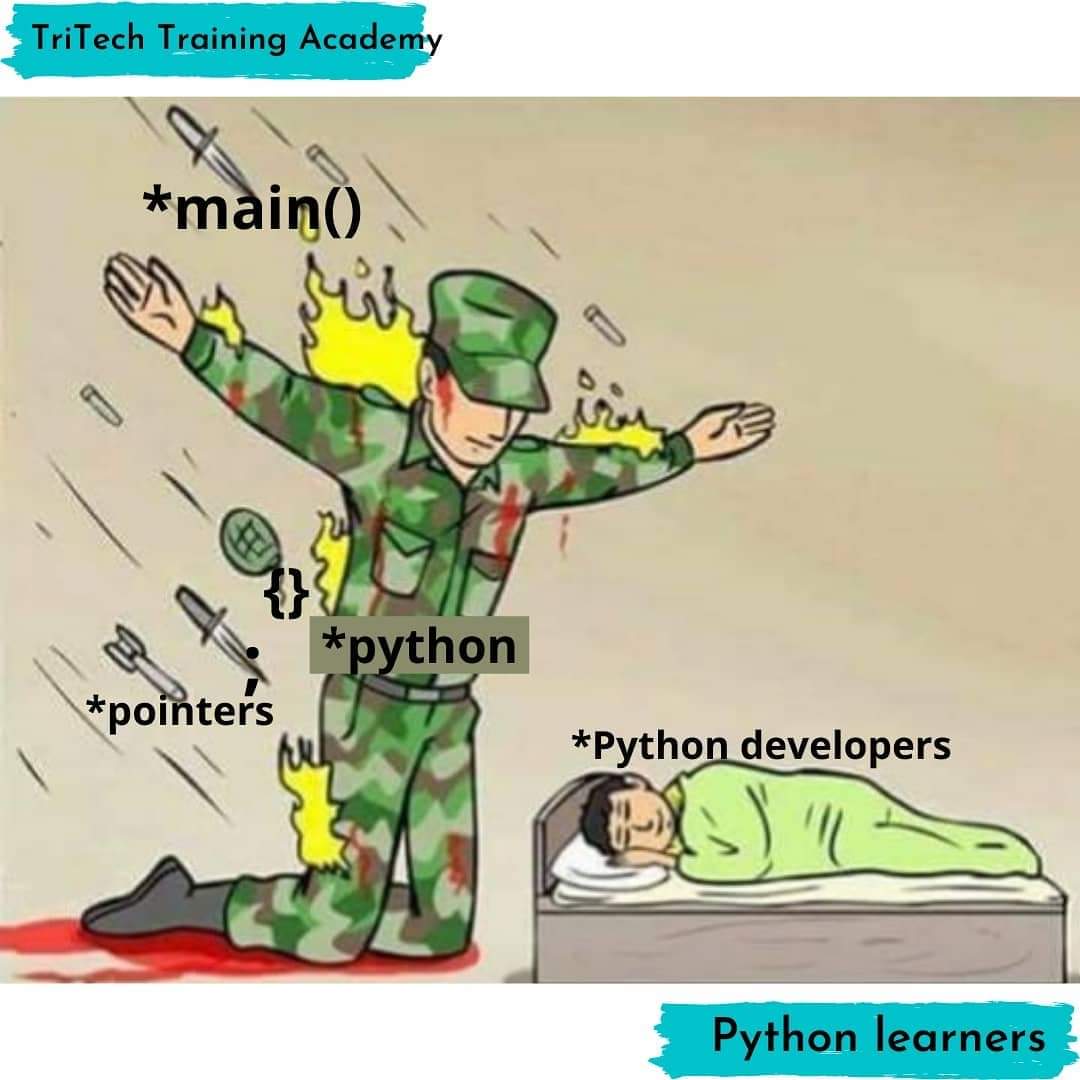 TriTech Training Academy
*main()
{}
;
*python
*pointers
*Python developers
Python learners